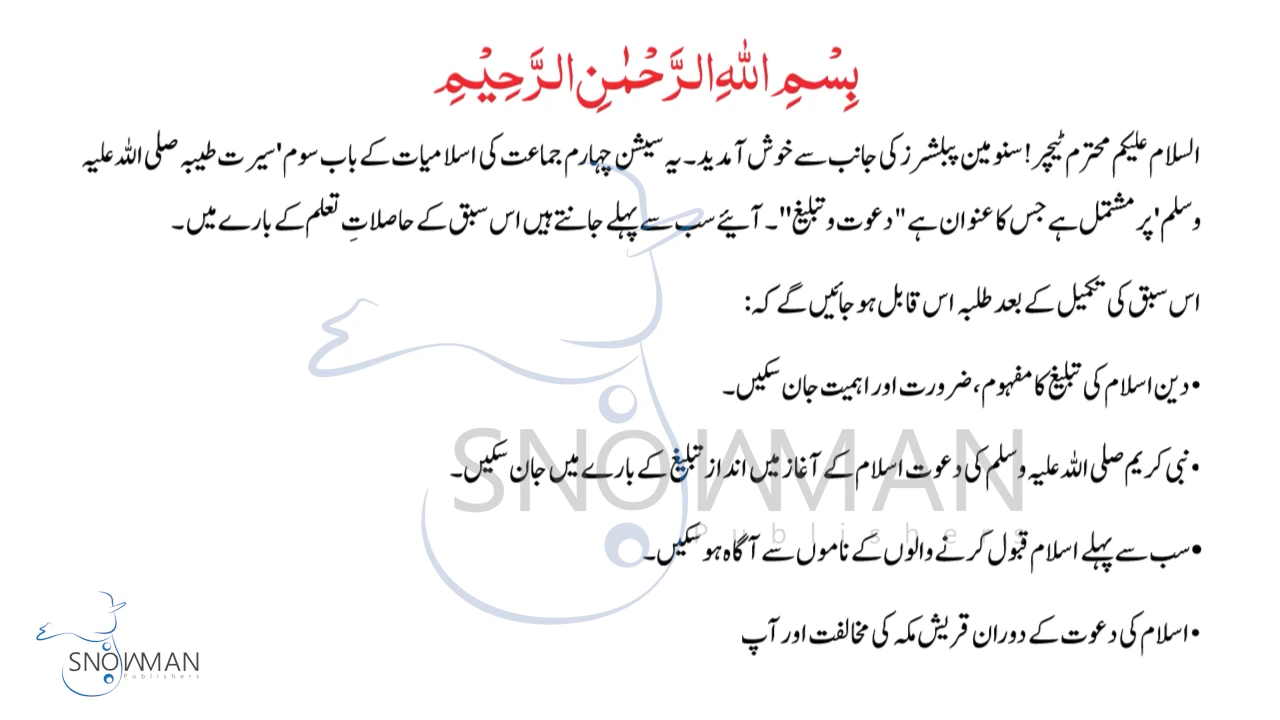 بِسْمِ اللّٰهِ الرَّحْمٰنِ الرَّحِيْمِ
السلام علیکم محترم ٹیچر! سنو مین پبلشرز کی جانب سے خوش آمدید۔ یہ سیشن چہارم جماعت کی اسلامیات کے باب سوم 'سیرت طیبہ صلی اللہ علیہ
وسلم' پر مشتمل ہے جس کا عنوان ہے "دعوت و تبلیغ"۔ آئیے سب سے پہلے جانتے ہیں اس سبق کے حاصلاتِ تعلم کے بارے میں۔
اس سبق کی تکمیل کے بعد طلبہ اس قابل ہو جائیں گے کہ:
• دین اسلام کی تبلیغ کا مفہوم، ضرورت اور اہمیت جان سکیں۔
• نبی کریم صلی اللہ علیہ وسلم کی دعوت اسلام کے آغاز میں انداز تبلیغ کے بارے میں جان سکیں۔
• سب سے پہلے اسلام قبول کرنے والوں کے ناموں سے آگاہ ہو سکیں۔
• اسلام کی دعوت کے دوران قریش مکہ کی مخالفت اور آپ
SNOWMAN
Publishers
SNOWMAN
Publishers